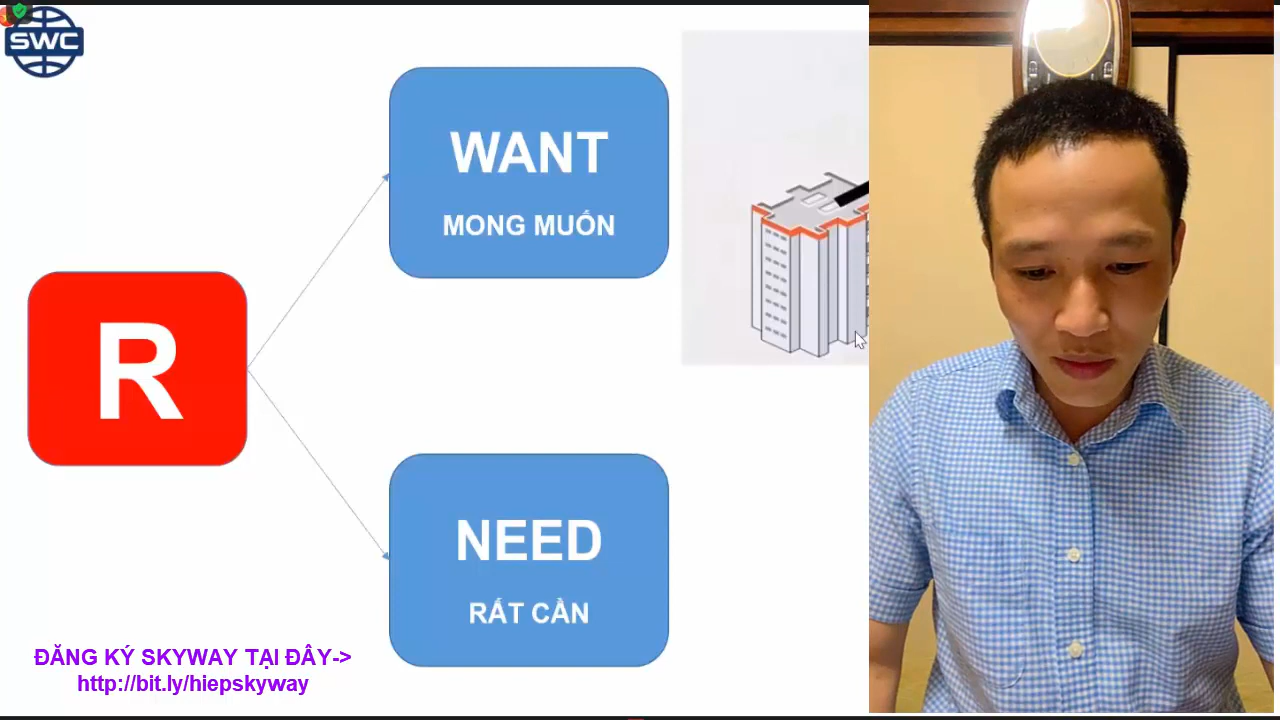 SWC
WANT
MONG MUỐN
R
NEED
RẤT CẦN
ĐĂNG KÝ SKYWAY TẠI ĐÂY->
http://bit.ly/hiepskyway